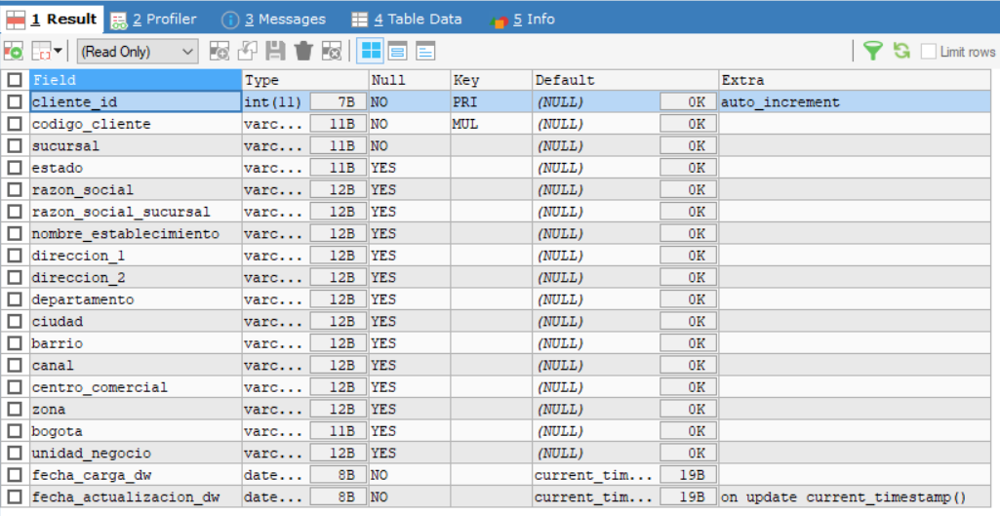 1 Result 2 Profiler 3 Messages 4 Table Data 5 Info
(Read Only) Limit rows
Field Type Null Key Default Extra
cliente_id int(11) 7B NO PRI (NULL) 0K auto_increment
codigo_cliente varc... 11B NO MUL (NULL) 0K
sucursal varc... 11B NO (NULL) 0K
estado varc... 11B YES (NULL) 0K
razon_social varc... 12B YES (NULL) 0K
razon_social_sucursal varc... 12B YES (NULL) 0K
nombre_establecimiento varc... 12B YES (NULL) 0K
direccion_1 varc... 12B YES (NULL) 0K
direccion_2 varc... 12B YES (NULL) 0K
departamento varc... 12B YES (NULL) 0K
ciudad varc... 12B YES (NULL) 0K
barrio varc... 12B YES (NULL) 0K
canal varc... 12B YES (NULL) 0K
centro_comercial varc... 12B YES (NULL) 0K
zona varc... 12B YES (NULL) 0K
bogota varc... 11B YES (NULL) 0K
unidad_negocio varc... 12B YES (NULL) 0K
fecha_carga_dw date... 8B NO current_tim... 19B
fecha_actualizacion_dw date... 8B NO current_tim... 19B on update current_timestamp()